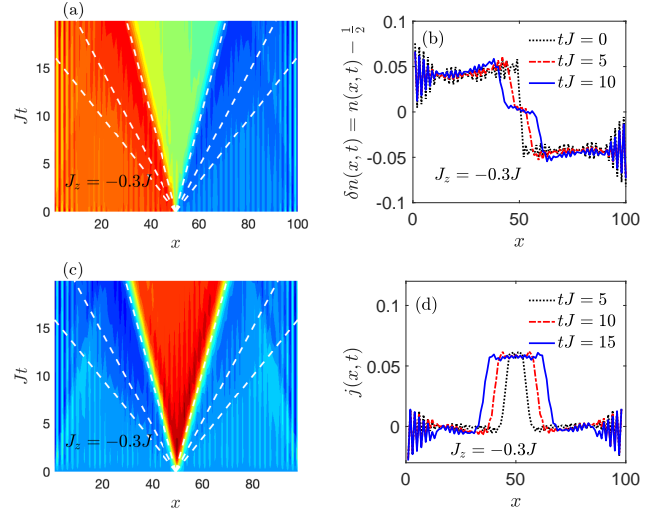 (a)
15
10
5
0
Jt
J_z = −0.3J
20 40 60 80 100
x
(b)
0.1
0.05
0
-0.05
-0.1
δn(x, t) = n(x, t) − 1/2
tJ = 0
tJ = 5
tJ = 10
J_z = −0.3J
0 50 100
x
(c)
15
10
5
0
Jt
J_z = −0.3J
20 40 60 80
x
(d)
0.1
0.05
0
j(x, t)
tJ = 5
tJ = 10
tJ = 15
J_z = −0.3J
0 50 100
x